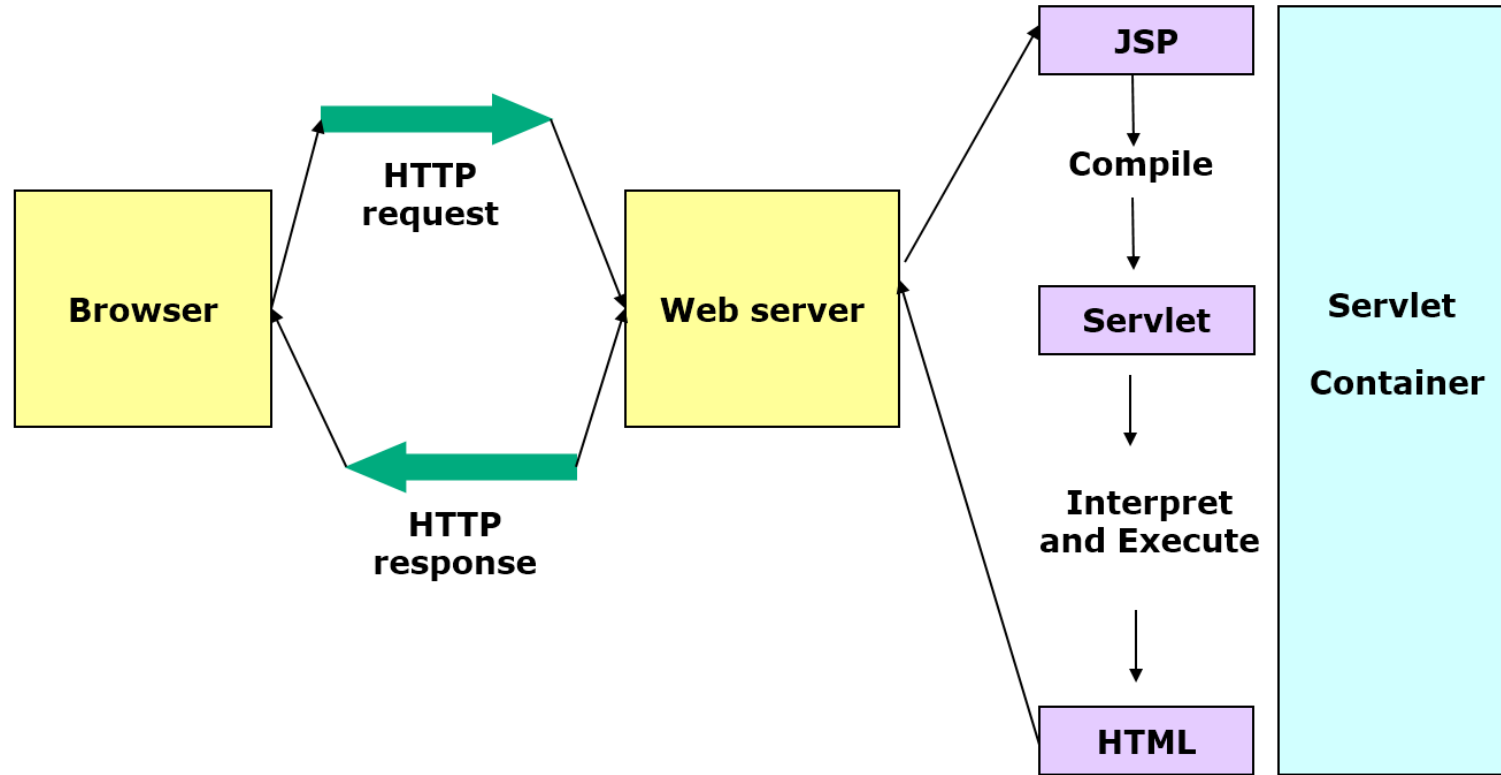 JSP
HTTP
request
Compile
Browser
Web server
Servlet
Servlet
Container
Interpret
and Execute
HTTP
response
HTML